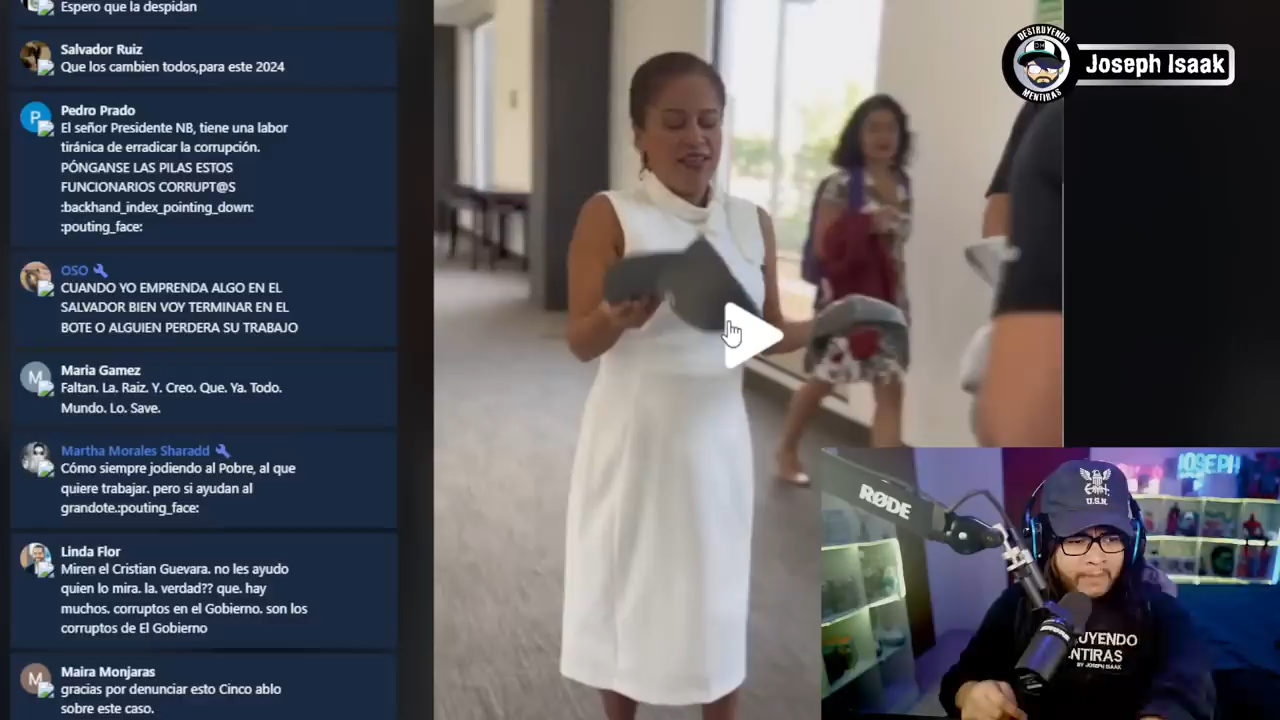 Espero que la despidan
Salvador Ruiz
Que los cambien todos,para este 2024
Pedro Prado
El señor Presidente NB, tiene una labor
tiránica de erradicar la corrupción.
PÓNGANSE LAS PILAS ESTOS
FUNCIONARIOS CORRUPT@S
:backhand_index_pointing_down:
:pouting_face:
OSO
CUANDO YO EMPRENDA ALGO EN EL
SALVADOR BIEN VOY TERMINAR EN EL
BOTE O ALGUIEN PERDERA SU TRABAJO
Maria Gamez
Faltan. La. Raiz. Y. Creo. Que. Ya. Todo.
Mundo. Lo. Save.
Martha Morales Sharadd
Cómo siempre jodiendo al Pobre, al que
quiere trabajar. pero si ayudan al
grandote.:pouting_face:
Linda Flor
Miren el Cristian Guevara. no les ayudo
quien lo mira. la. verdad?? que. hay
muchos. corruptos en el Gobierno. son los
corruptos de El Gobierno
Maira Monjaras
gracias por denunciar esto Cinco ablo
sobre este caso.
P
M
M
DESTRUYENDO
MENTIRAS
Joseph Isaak
RØDE
JOSEPH
U.S.N.
UYENDO
ENTIRAS
BY JOSEPH ISAAK